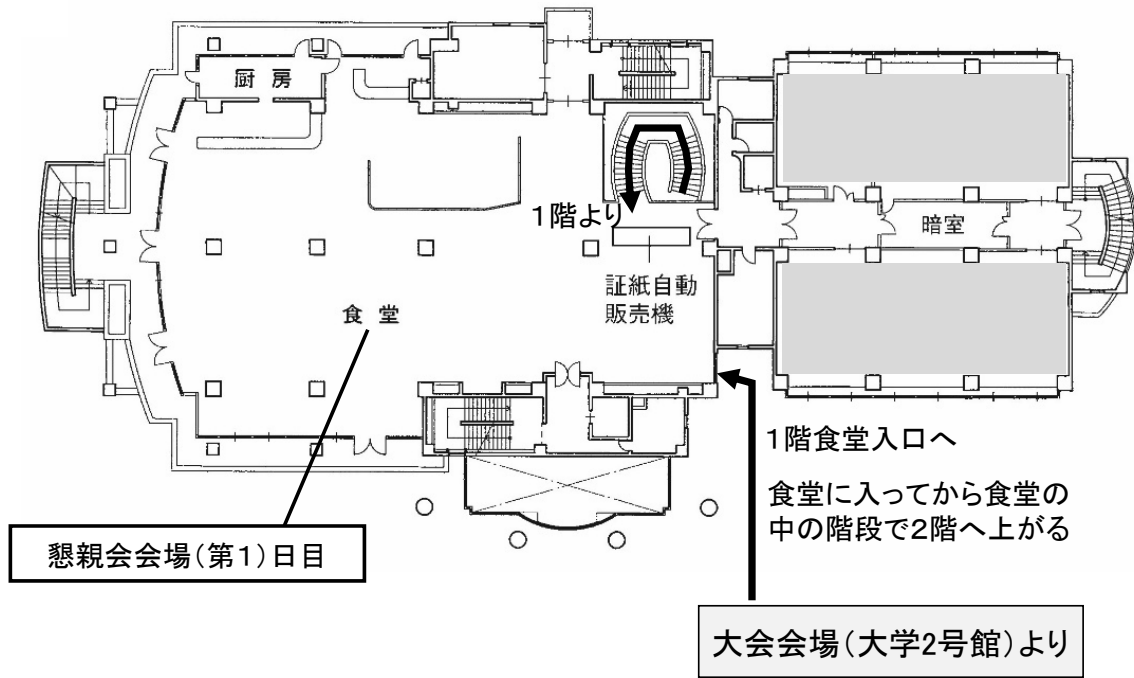 厨 房
1階より
暗室
証紙自動
販売機
食 堂
1階食堂入口へ
食堂に入ってから食堂の
中の階段で2階へ上がる
懇親会会場(第1)日目
大会会場(大学2号館)より